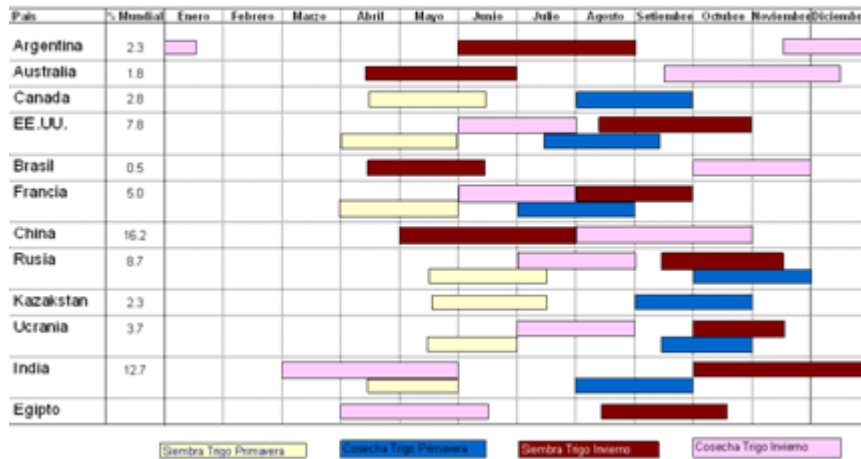 País % Mundial Enero Febrero Marzo Abril Mayo Junio Julio Agosto Setiembre Octubre Noviembre Diciembre
Argentina 2.3
Australia 1.8
Canada 2.8
EE.UU. 7.8
Brasil 0.5
Francia 5.0
China 16.2
Rusia 8.7
Kazakstan 2.3
Ucrania 3.7
India 12.7
Egipto
Siembra Trigo Primavera Cosecha Trigo Primavera Siembra Trigo Invierno Cosecha Trigo Invierno